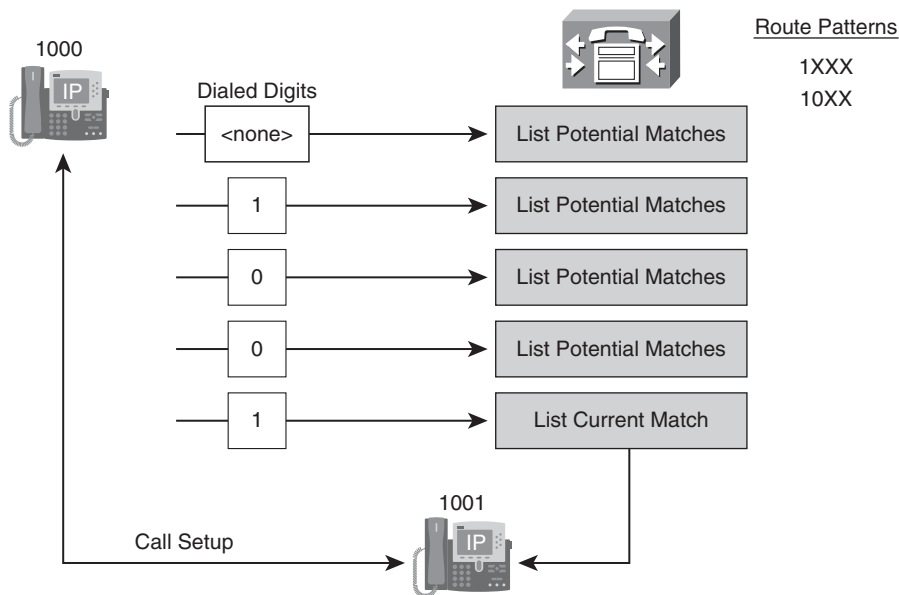 Route Patterns
1000
1XXX
10XX
IP
Dialed Digits
<none>
List Potential Matches
1
List Potential Matches
0
List Potential Matches
0
List Potential Matches
1
List Current Match
1001
IP
Call Setup